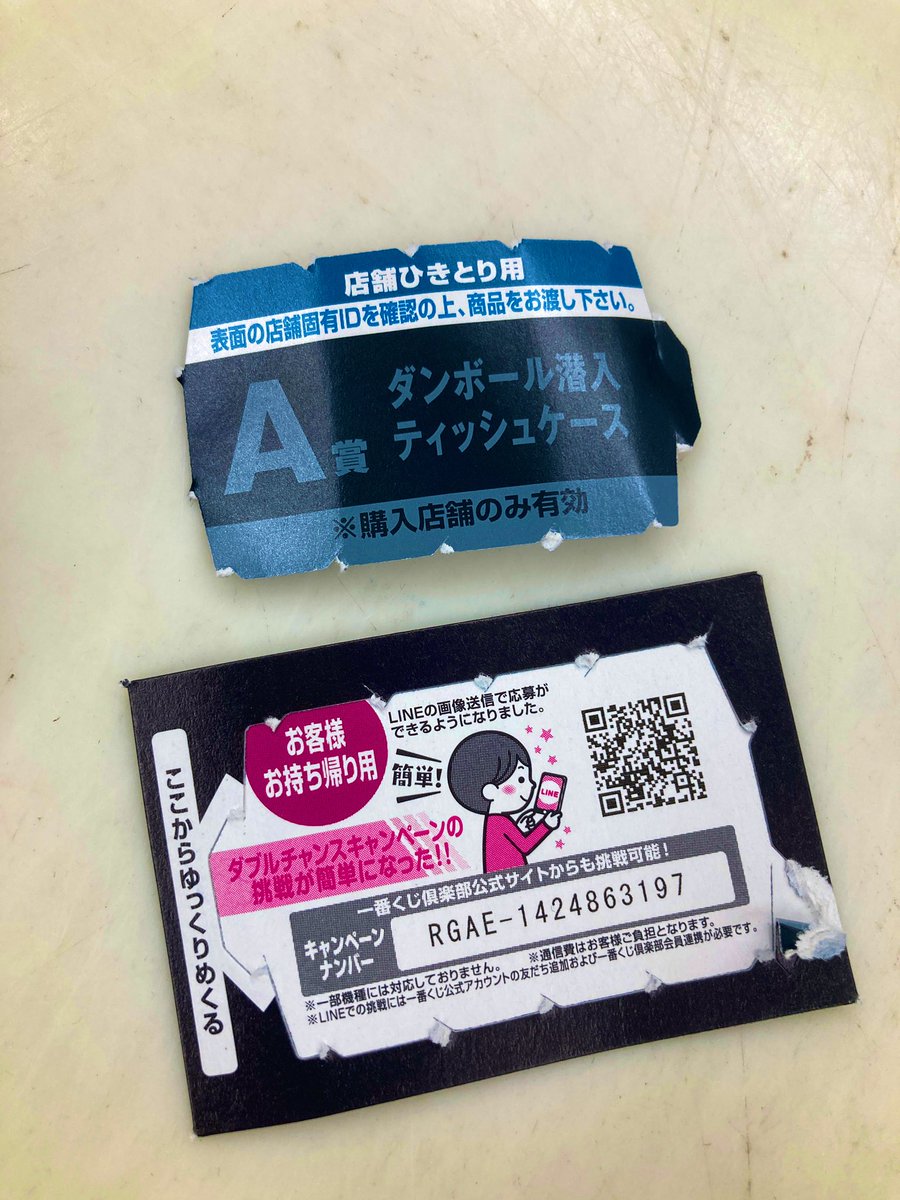 店舗ひきとり用
表面の店舗固有IDを確認の上、商品をお渡し下さい。
A賞
ダンボール潜入
ティッシュケース
※購入店舗のみ有効
ここからゆっくりめくる
お客様
お持ち帰り用
LINEの画像送信で応募が
できるようになりました。
簡単!
LINE
ダブルチャンスキャンペーンの
挑戦が簡単になった!!
一番くじ倶楽部公式サイトからも挑戦可能!
キャンペーン
ナンバー
RGAE-1424863197
※一部機種には対応しておりません。 ※通信費はお客様ご負担となります。
※LINEでの挑戦には一番くじ公式アカウントの友だち追加および一番くじ倶楽部会員連携が必要です。